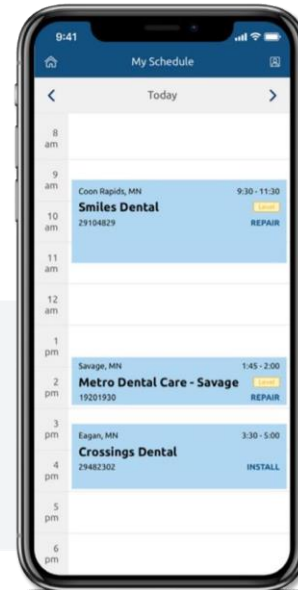 9:41
My Schedule
Today
8
am
9
am
Coon Rapids, MN 9:30 - 11:30
Smiles Dental
29104829 REPAIR
10
am
11
am
12
am
1
pm
Savage, MN 1:45 - 2:00
Metro Dental Care - Savage
19201930 REPAIR
2
pm
3
pm
Eagan, MN 3:30 - 5:00
Crossings Dental
29482302 INSTALL
4
pm
5
pm
6
pm